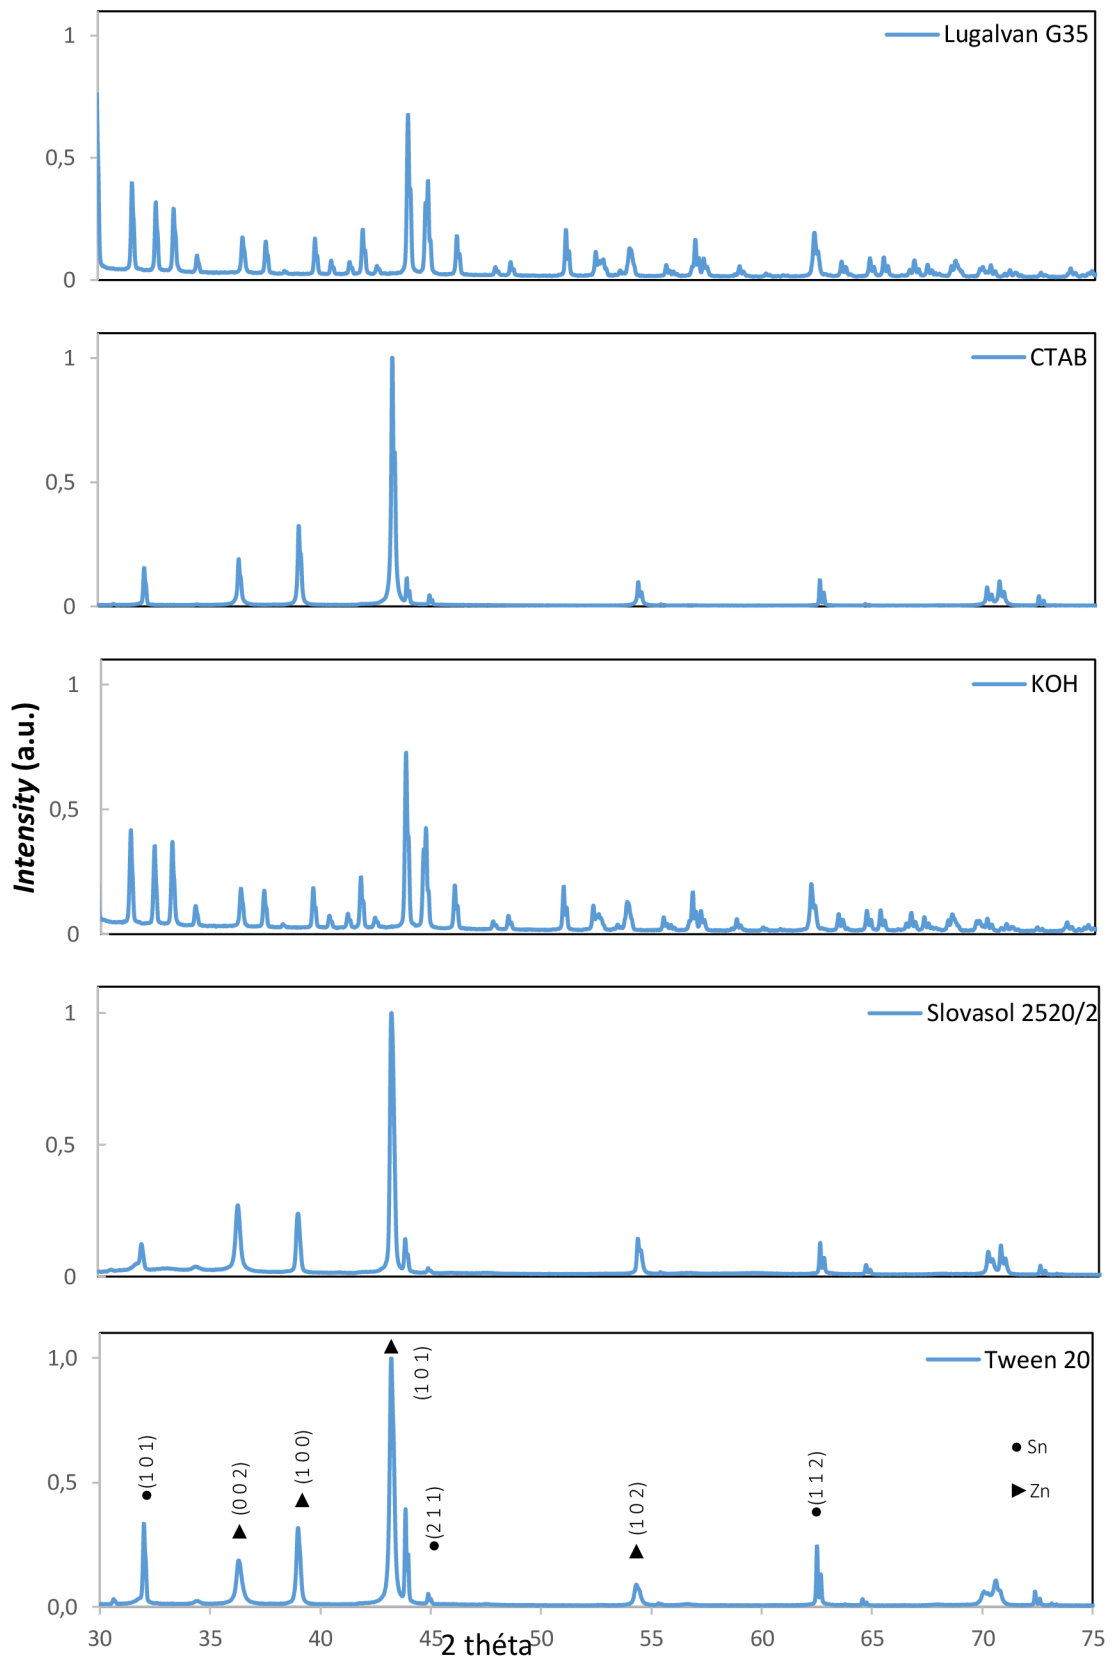 Lugalvan G35
1
0,5
0
CTAB
1
0,5
0
KOH
1
0,5
0
Intensity (a.u.)
Slovasol 2520/2
1
0,5
0
Tween 20
1,0
0,5
0,0
(1 0 1)
(0 0 2)
(1 0 0)
(1 0 1)
(2 1 1)
(1 0 2)
(1 1 2)
Sn
Zn
30 35 40 45 50 55 60 65 70 75
2 théta